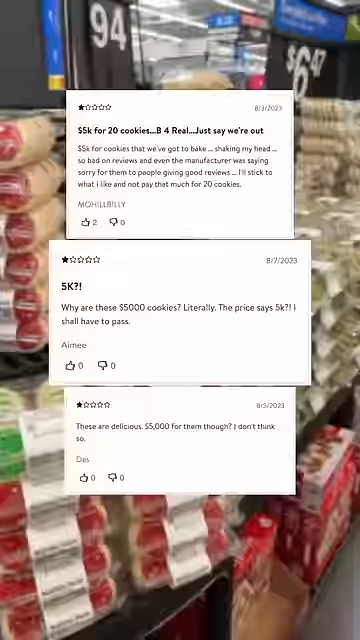 94
$6.47
8/3/2023
$5k for 20 cookies...B 4 Real...Just say we're out
$5k for cookies that we've got to bake ... shaking my head ...
so bad on reviews and even the manufacturer was saying
sorry for them to people giving good reviews ... I'll stick to
what i like and not pay that much for 20 cookies.
MOHILLBILLY
2 0
8/7/2023
5K?!
Why are these $5000 cookies? Literally. The price says 5k?! I
shall have to pass.
Aimee
0 0
8/5/2023
These are delicious. $5,000 for them though? I don't think
so.
Des
0 0